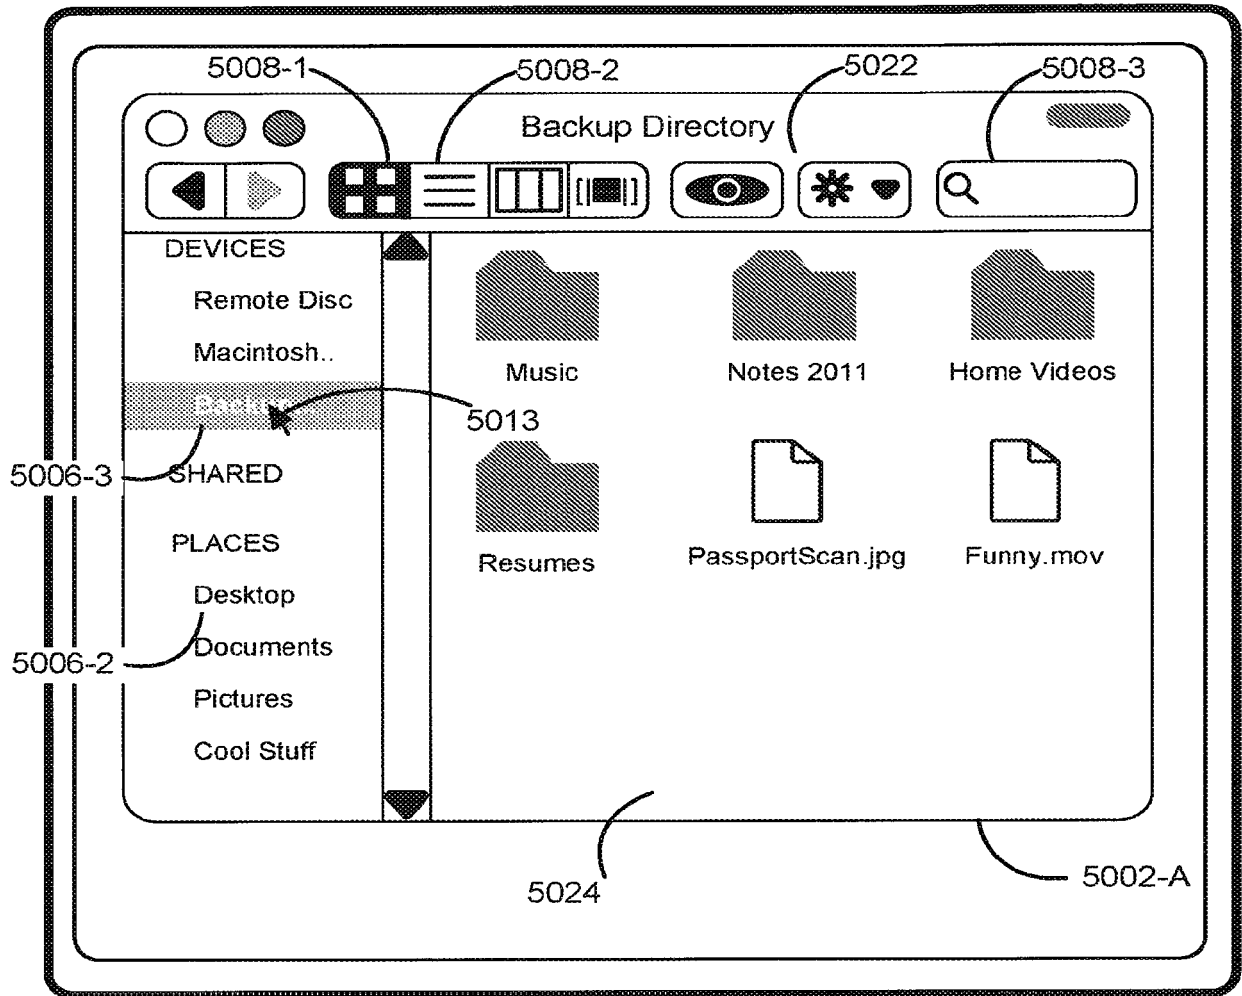 5008-1 5008-2 5022 5008-3
Backup Directory
DEVICES
Remote Disc
Macintosh..
Backup
5013
5006-3
SHARED
PLACES
Desktop
Documents
5006-2
Pictures
Cool Stuff
Music Notes 2011 Home Videos
Resumes PassportScan.jpg Funny.mov
5024
5002-A